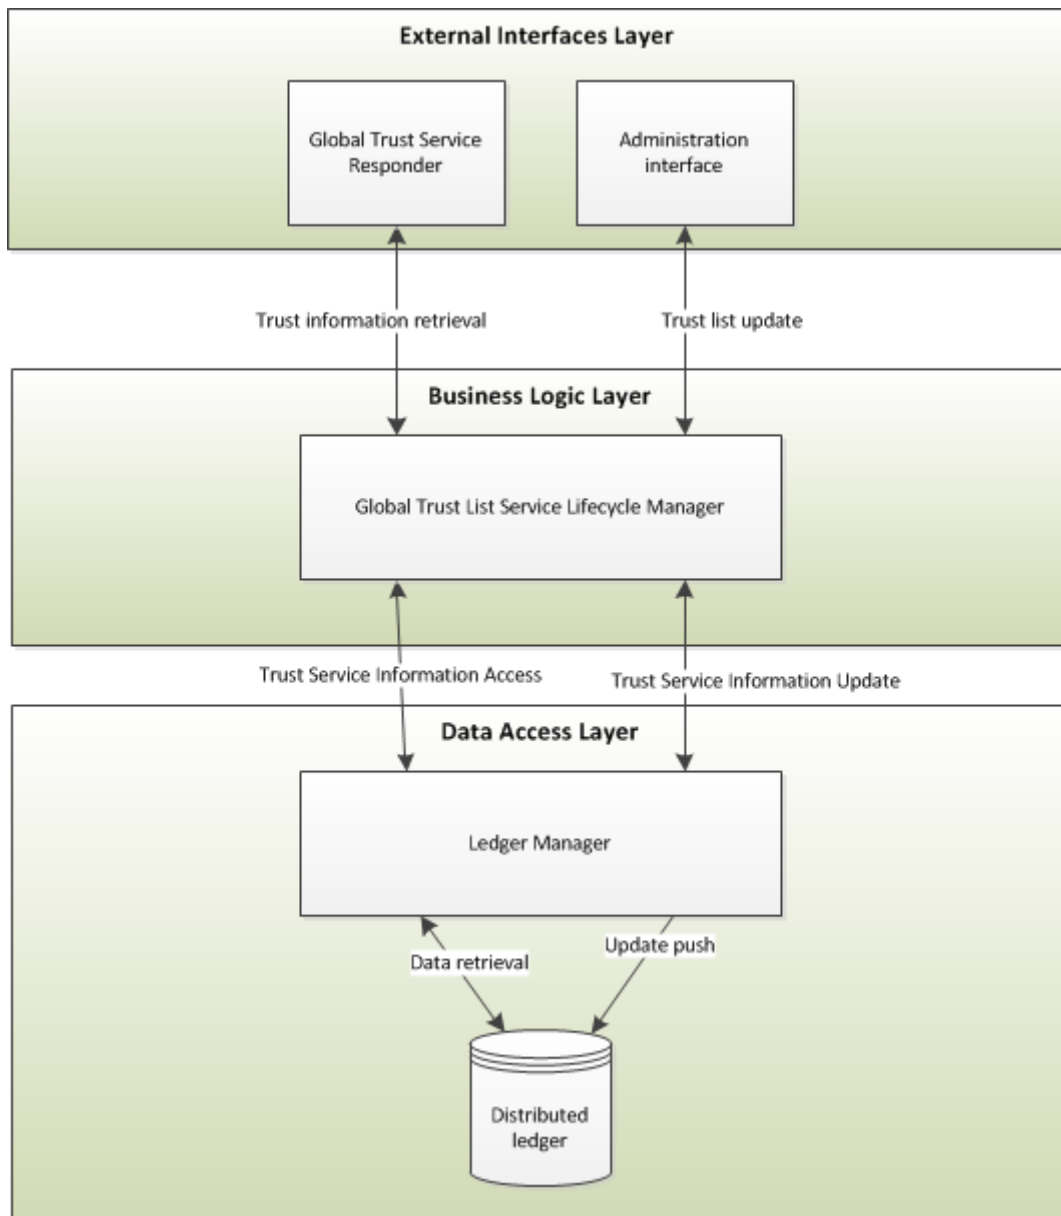 External Interfaces Layer
Global Trust Service
Responder
Administration
interface
Trust information retrieval
Trust list update
Business Logic Layer
Global Trust List Service Lifecycle Manager
Trust Service Information Access
Trust Service Information Update
Data Access Layer
Ledger Manager
Update push
Data retrieval
Distributed
ledger